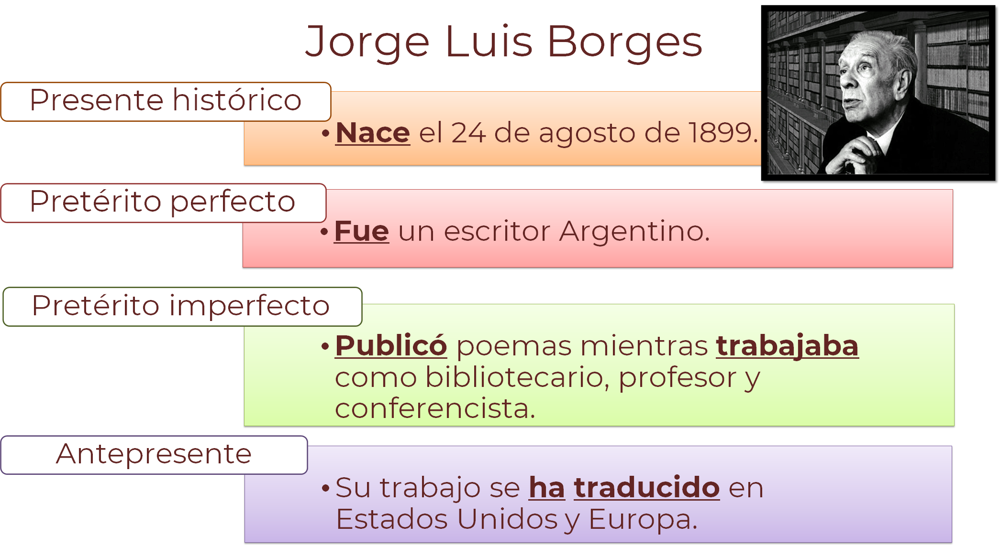 Jorge Luis Borges
Presente histórico
• Nace el 24 de agosto de 1899.
Pretérito perfecto
• Fue un escritor Argentino.
Pretérito imperfecto
• Publicó poemas mientras trabajaba
como bibliotecario, profesor y
conferencista.
Antepresente
• Su trabajo se ha traducido en
Estados Unidos y Europa.